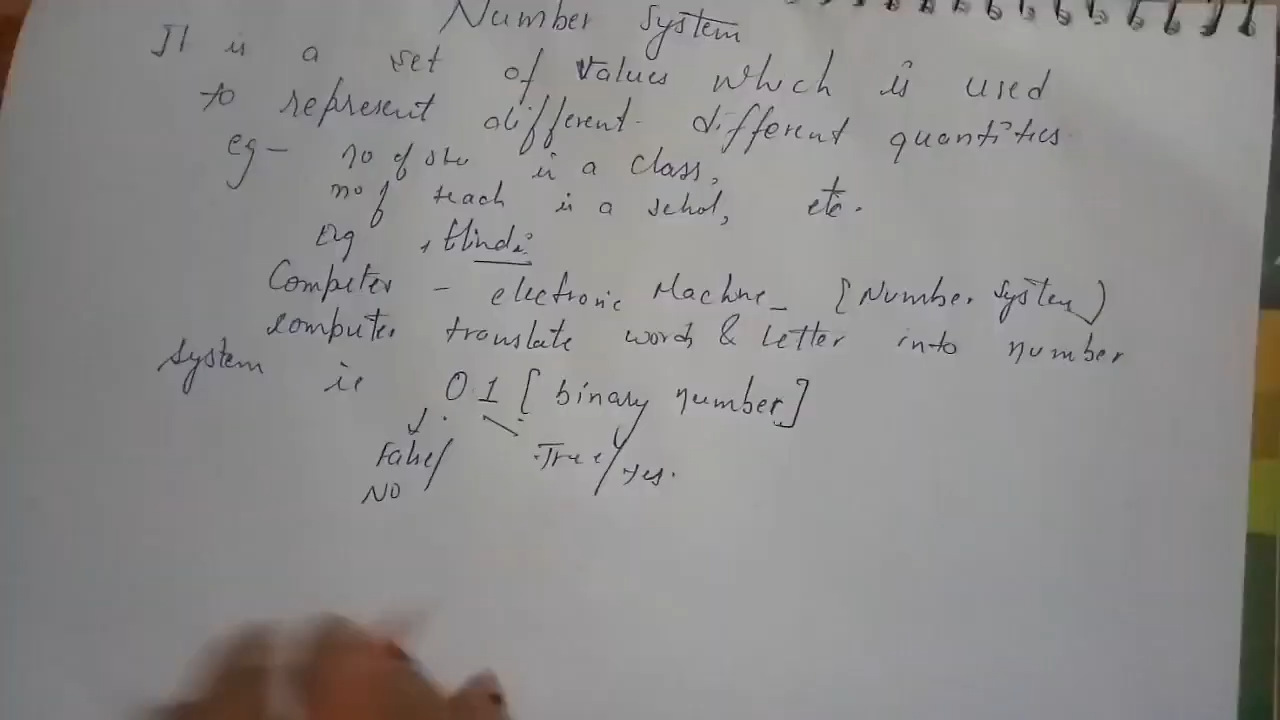 Number System
It is a set of values which is used
to represent different different quantities
eg - no of stu in a class,
no of teach in a schol, etc.
Eng, Hindi
Computer - electronic Machine [Number System]
computer translate words & letter into number
system ie 0 1 [binary number]
False/ True/yes.
NO